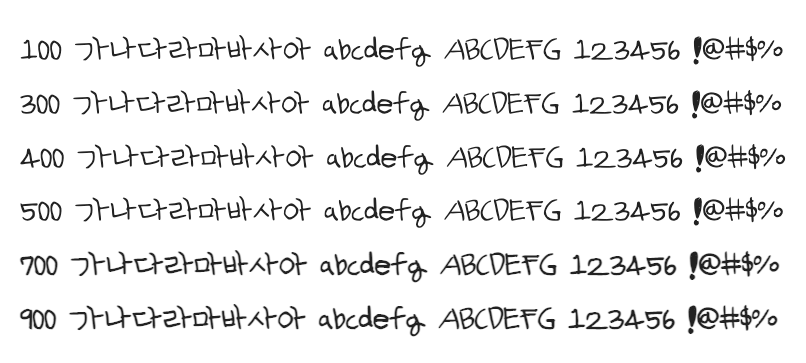 100 가나다라마바사아 abcdefg ABCDEFG 123456 !@#$%
300 가나다라마바사아 abcdefg ABCDEFG 123456 !@#$%
400 가나다라마바사아 abcdefg ABCDEFG 123456 !@#$%
500 가나다라마바사아 abcdefg ABCDEFG 123456 !@#$%
700 가나다라마바사아 abcdefg ABCDEFG 123456 !@#$%
900 가나다라마바사아 abcdefg ABCDEFG 123456 !@#$%